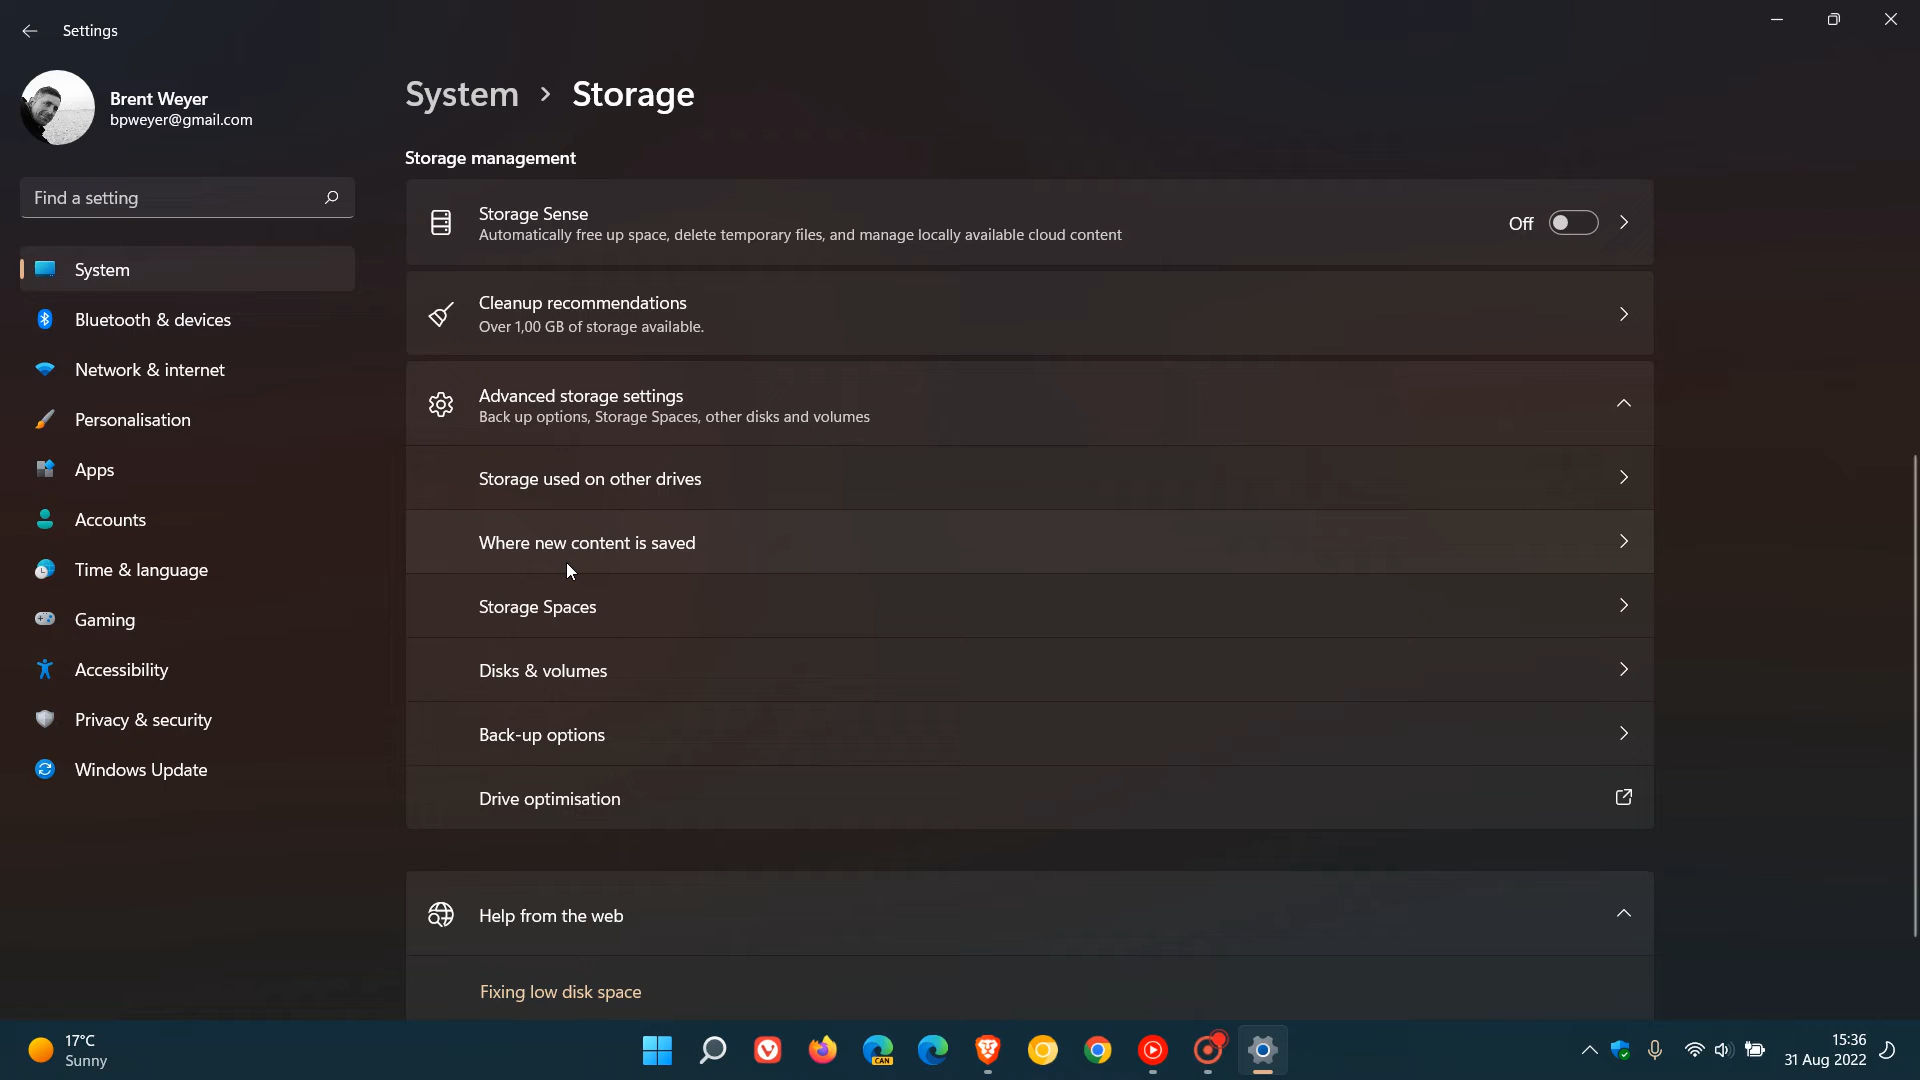 Settings
Brent Weyer
bpweyer@gmail.com
Find a setting
System
Bluetooth & devices
Network & internet
Personalisation
Apps
Accounts
Time & language
Gaming
Accessibility
Privacy & security
Windows Update
System › Storage
Storage management
Storage Sense
Automatically free up space, delete temporary files, and manage locally available cloud content
Off
Cleanup recommendations
Over 1,00 GB of storage available.
Advanced storage settings
Back up options, Storage Spaces, other disks and volumes
Storage used on other drives
Where new content is saved
Storage Spaces
Disks & volumes
Back-up options
Drive optimisation
Help from the web
Fixing low disk space
17°C
Sunny
CAN
15:36
31 Aug 2022